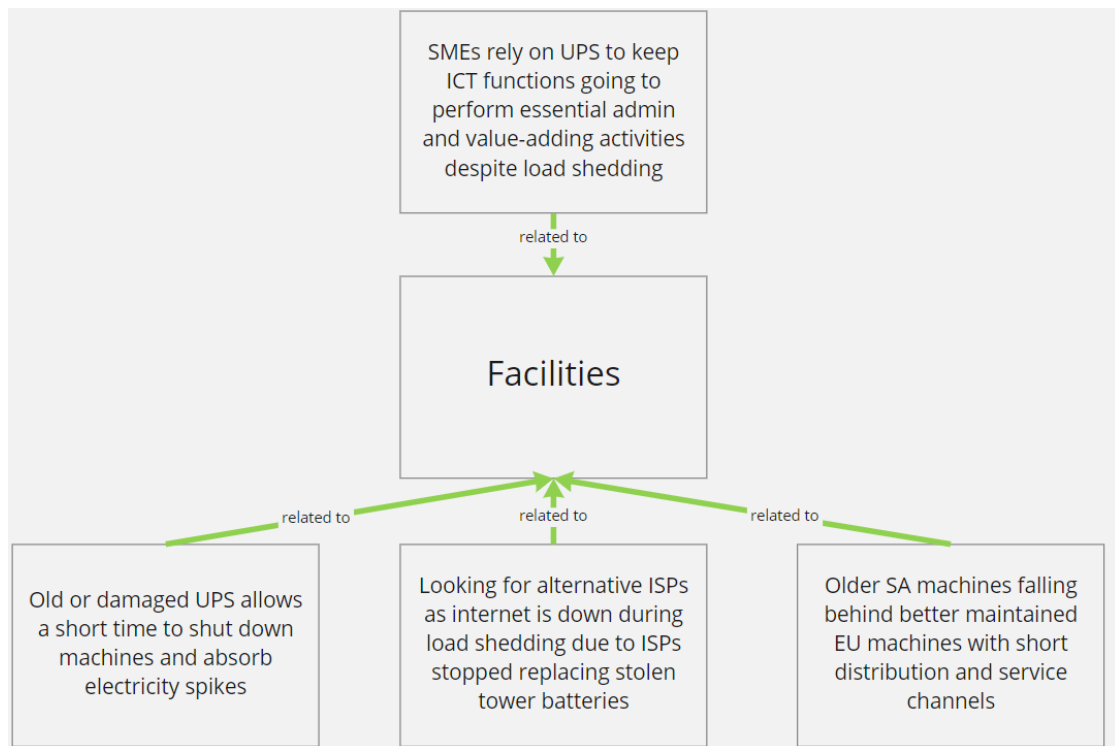 SMEs rely on UPS to keep
ICT functions going to
perform essential admin
and value-adding activities
despite load shedding
related to
Facilities
related to
related to
related to
Old or damaged UPS allows
a short time to shut down
machines and absorb
electricity spikes
Looking for alternative ISPs
as internet is down during
load shedding due to ISPs
stopped replacing stolen
tower batteries
Older SA machines falling
behind better maintained
EU machines with short
distribution and service
channels